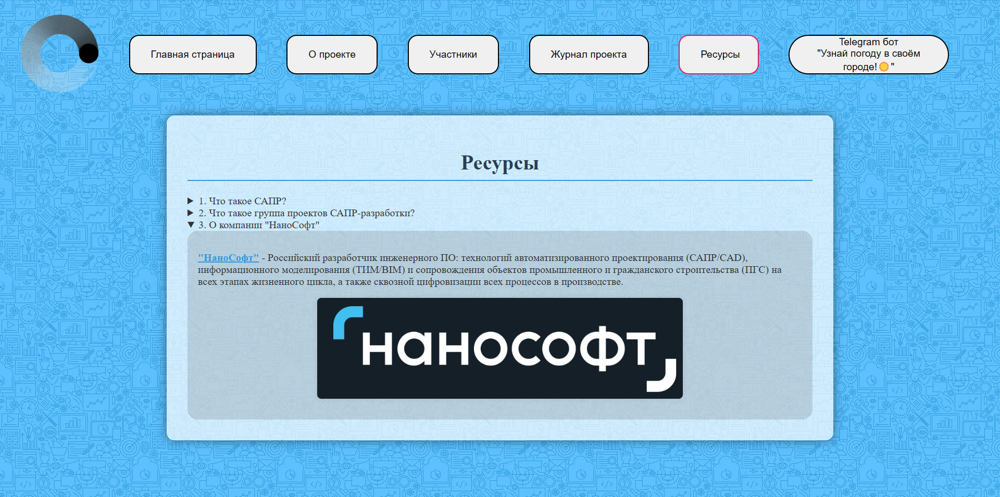 Главная страница
О проекте
Участники
Журнал проекта
Ресурсы
Telegram бот
"Узнай погоду в своём
городе!☀️"
Ресурсы
1. Что такое САПР?
2. Что такое группа проектов САПР-разработки?
3. О компании "НаноСофт"
"НаноСофт" - Российский разработчик инженерного ПО: технологий автоматизированного проектирования (САПР/CAD),
информационного моделирования (ТИМ/BIM) и сопровождения объектов промышленного и гражданского строительства (ПГС) на
всех этапах жизненного цикла, а также сквозной цифровизации всех процессов в производстве.
нанософт